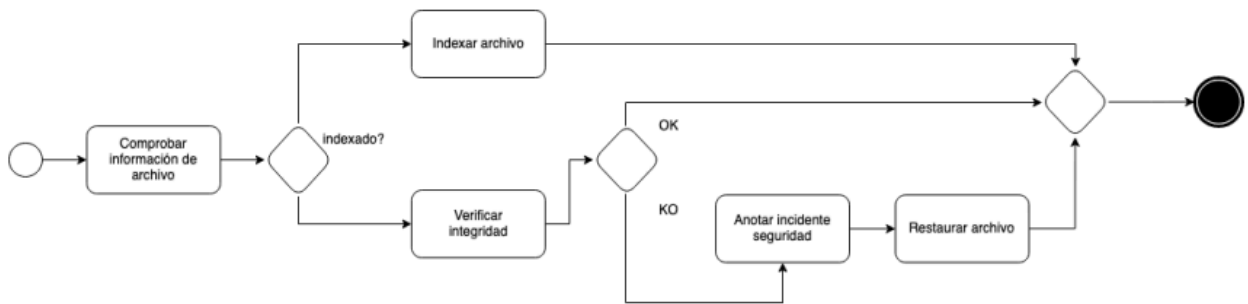 Indexar archivo
Comprobar
información de
archivo
indexado?
OK
Verificar
integridad
KO
Anotar incidente
seguridad
Restaurar archivo